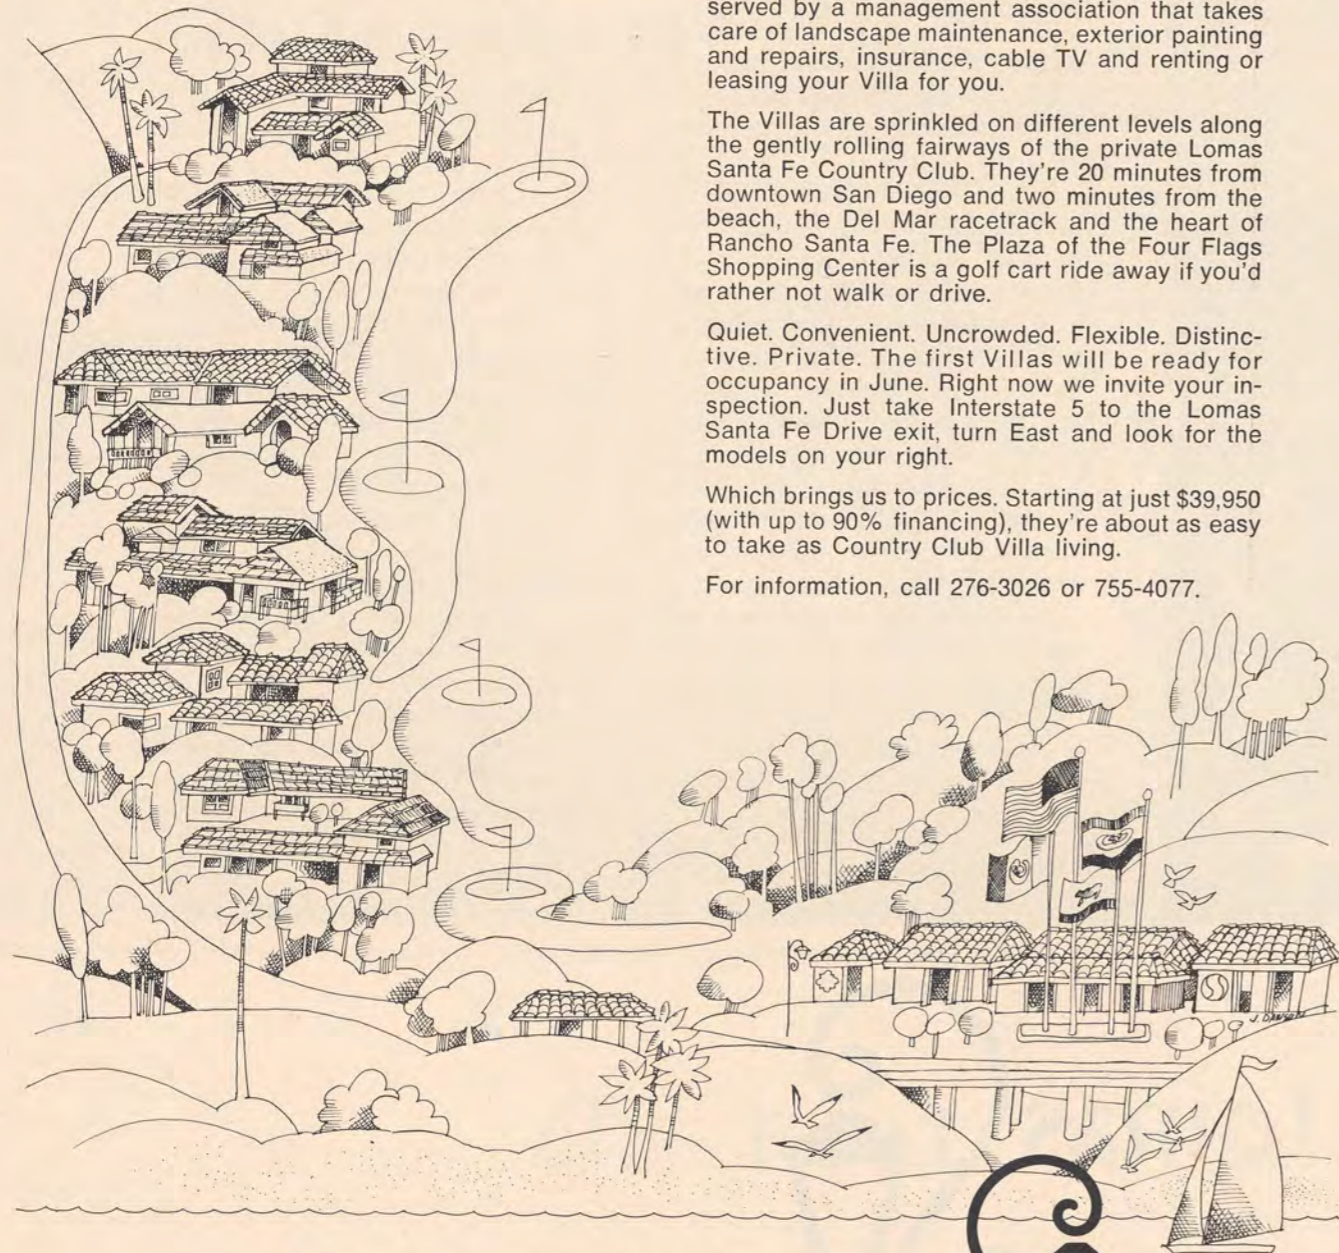 served by a management association that takes
care of landscape maintenance, exterior painting
and repairs, insurance, cable TV and renting or
leasing your Villa for you.
The Villas are sprinkled on different levels along
the gently rolling fairways of the private Lomas
Santa Fe Country Club. They're 20 minutes from
downtown San Diego and two minutes from the
beach, the Del Mar racetrack and the heart of
Rancho Santa Fe. The Plaza of the Four Flags
Shopping Center is a golf cart ride away if you'd
rather not walk or drive.
Quiet. Convenient. Uncrowded. Flexible. Distinc-
tive. Private. The first Villas will be ready for
occupancy in June. Right now we invite your in-
spection. Just take Interstate 5 to the Lomas
Santa Fe Drive exit, turn East and look for the
models on your right.
Which brings us to prices. Starting at just $39,950
(with up to 90% financing), they're about as easy
to take as Country Club Villa living.
For information, call 276-3026 or 755-4077.